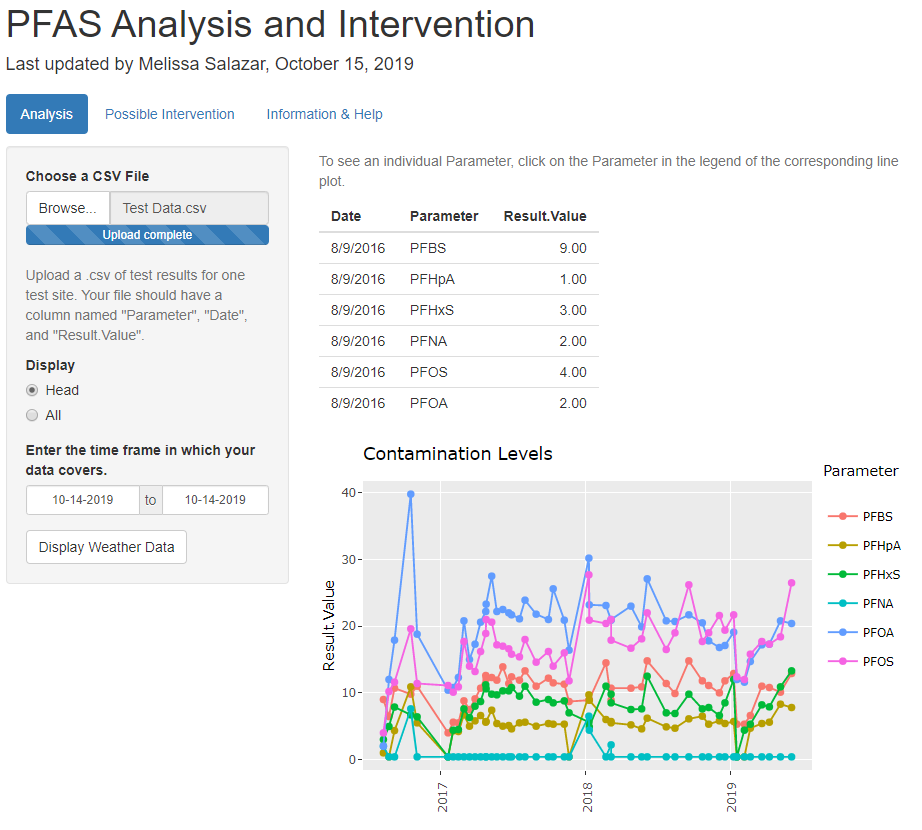 PFAS Analysis and Intervention
Last updated by Melissa Salazar, October 15, 2019
Analysis Possible Intervention Information & Help
Choose a CSV File
Browse... Test Data.csv
Upload complete
Upload a .csv of test results for one
test site. Your file should have a
column named "Parameter", "Date",
and "Result.Value".
Display
Head
All
Enter the time frame in which your
data covers.
10-14-2019 to 10-14-2019
Display Weather Data
To see an individual Parameter, click on the Parameter in the legend of the corresponding line
plot.
Date Parameter Result.Value
8/9/2016 PFBS 9.00
8/9/2016 PFHpA 1.00
8/9/2016 PFHxS 3.00
8/9/2016 PFNA 2.00
8/9/2016 PFOS 4.00
8/9/2016 PFOA 2.00
Contamination Levels
Result.Value
40
30
20
10
0
2017 2018 2019
Parameter
PFBS
PFHpA
PFHxS
PFNA
PFOA
PFOS